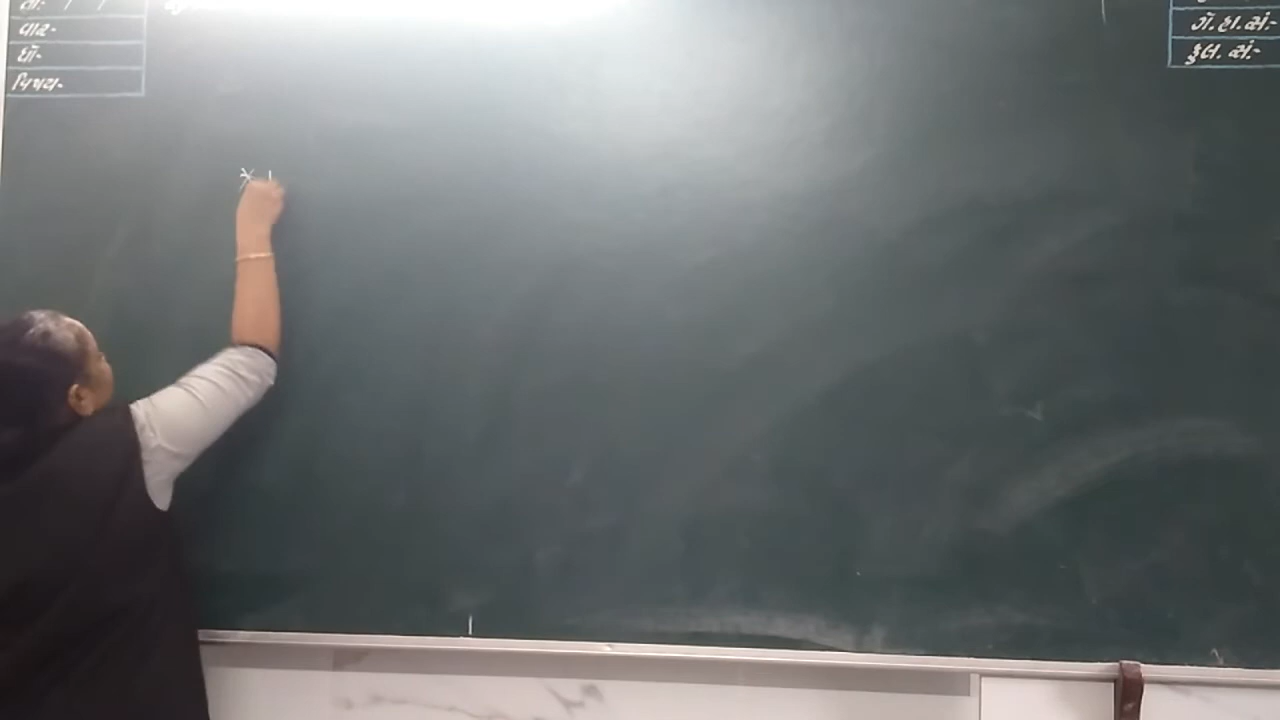 તા.- / /
વાર-
ધો-
વિષય-
ગે.હા.સં.-
કુલ.સં.-
*